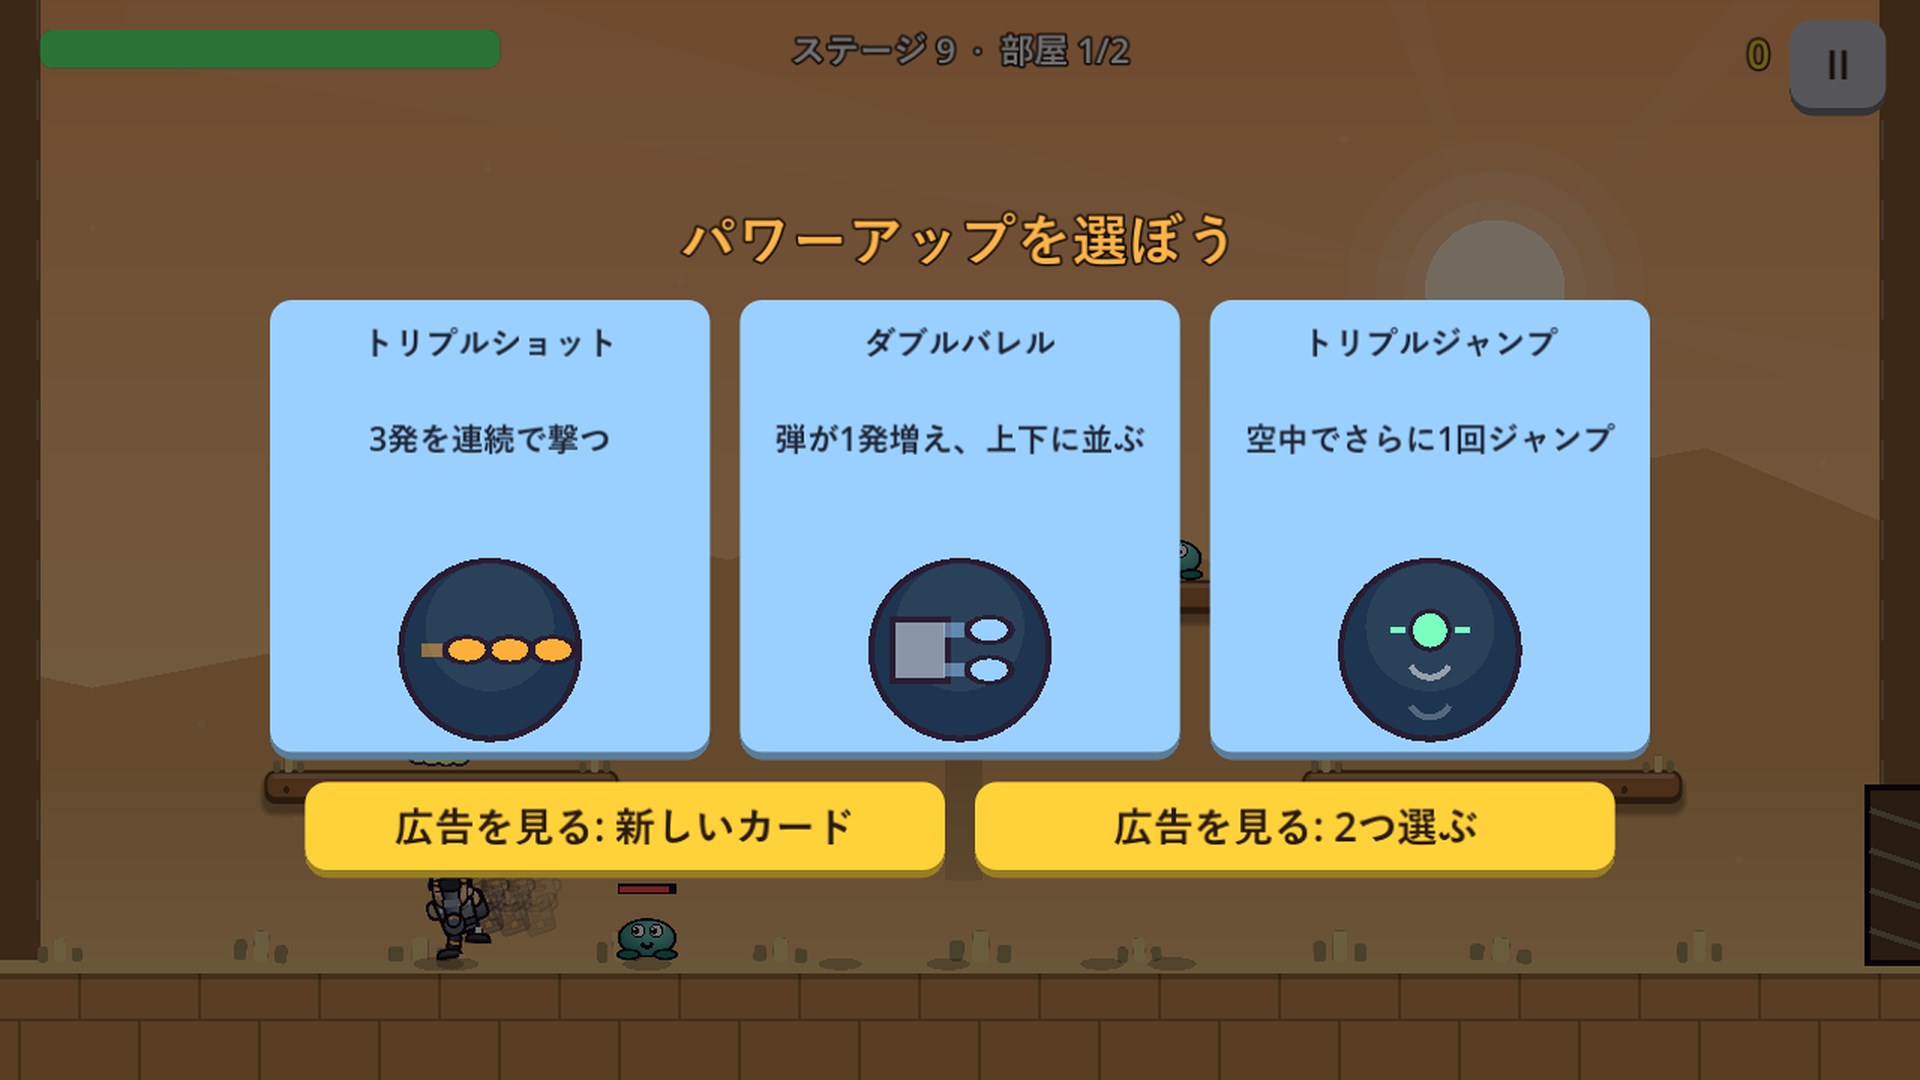 ステージ 9 · 部屋 1/2
0
パワーアップを選ぼう
トリプルショット
3発を連続で撃つ
ダブルバレル
弾が1発増え、上下に並ぶ
トリプルジャンプ
空中でさらに1回ジャンプ
広告を見る: 新しいカード
広告を見る: 2つ選ぶ